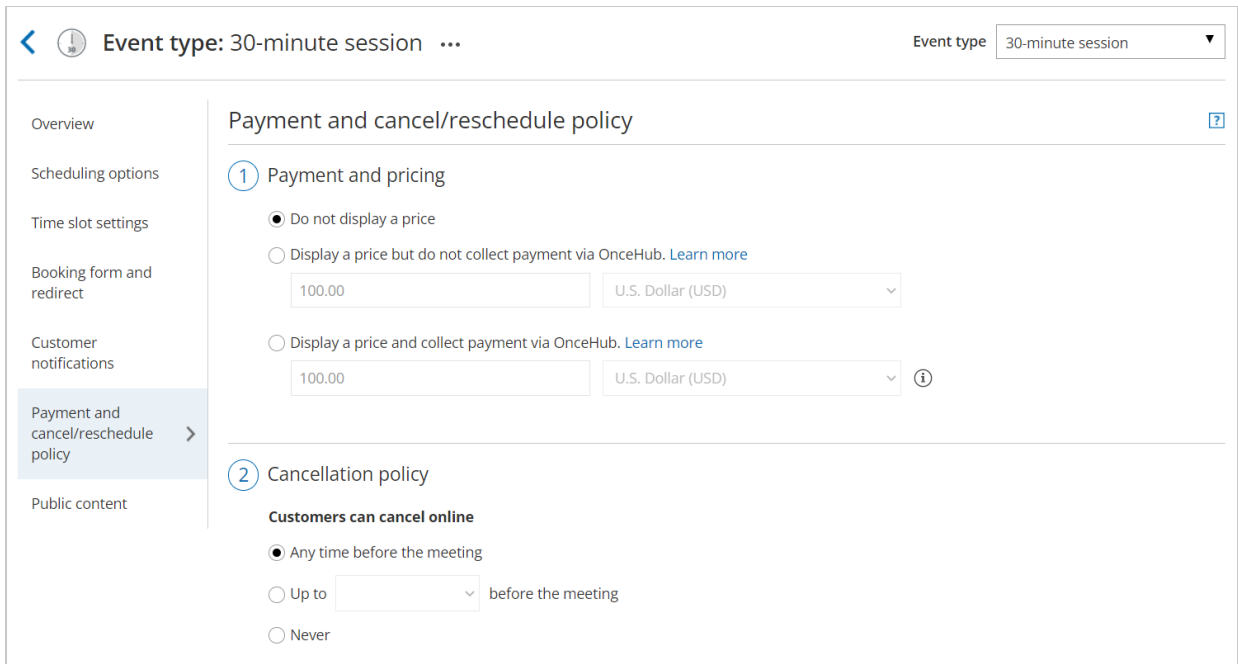 Event type: 30-minute session ...
Event type 30-minute session
30
Overview
Scheduling options
Time slot settings
Booking form and
redirect
Customer
notifications
Payment and
cancel/reschedule
policy
Public content
Payment and cancel/reschedule policy
?
1 Payment and pricing
Do not display a price
Display a price but do not collect payment via OnceHub. Learn more
100.00 U.S. Dollar (USD)
Display a price and collect payment via OnceHub. Learn more
100.00 U.S. Dollar (USD) i
2 Cancellation policy
Customers can cancel online
Any time before the meeting
Up to before the meeting
Never